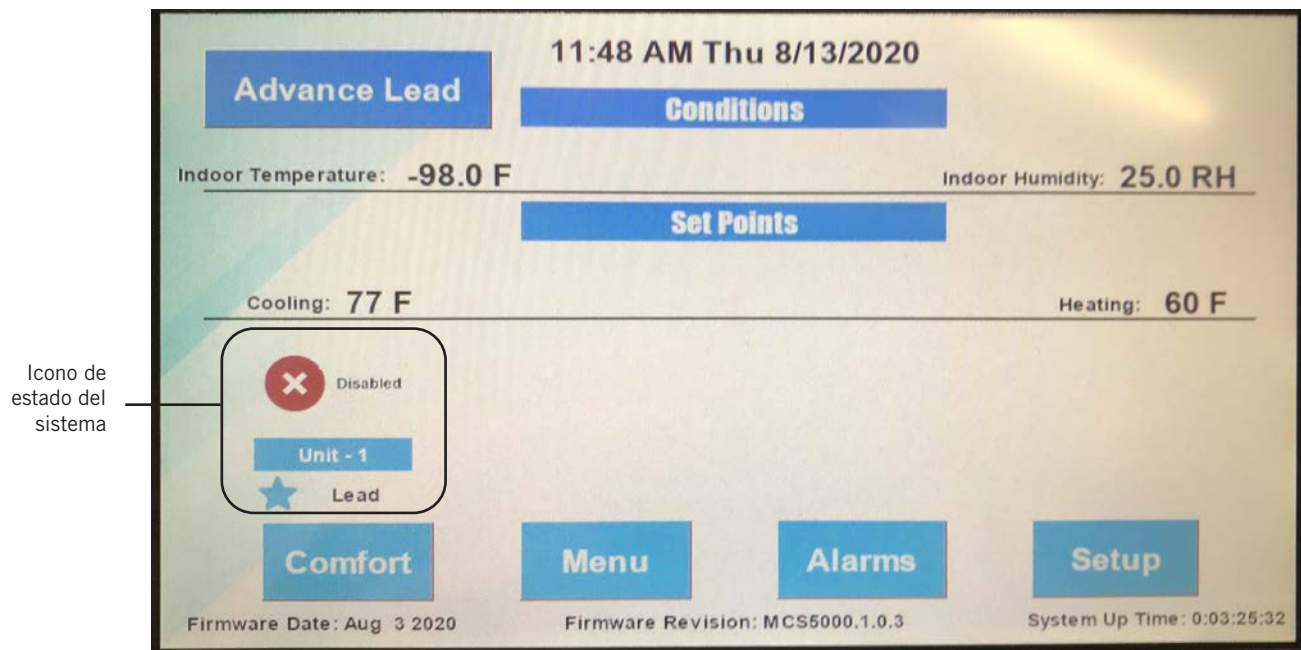 11:48 AM Thu 8/13/2020
Advance Lead
Conditions
Indoor Temperature: -98.0 F
Indoor Humidity: 25.0 RH
Set Points
Cooling: 77 F
Heating: 60 F
Icono de
estado del
sistema
Disabled
Unit - 1
Lead
Comfort
Menu
Alarms
Setup
Firmware Date: Aug 3 2020
Firmware Revision: MCS5000.1.0.3
System Up Time: 0:03:25:32